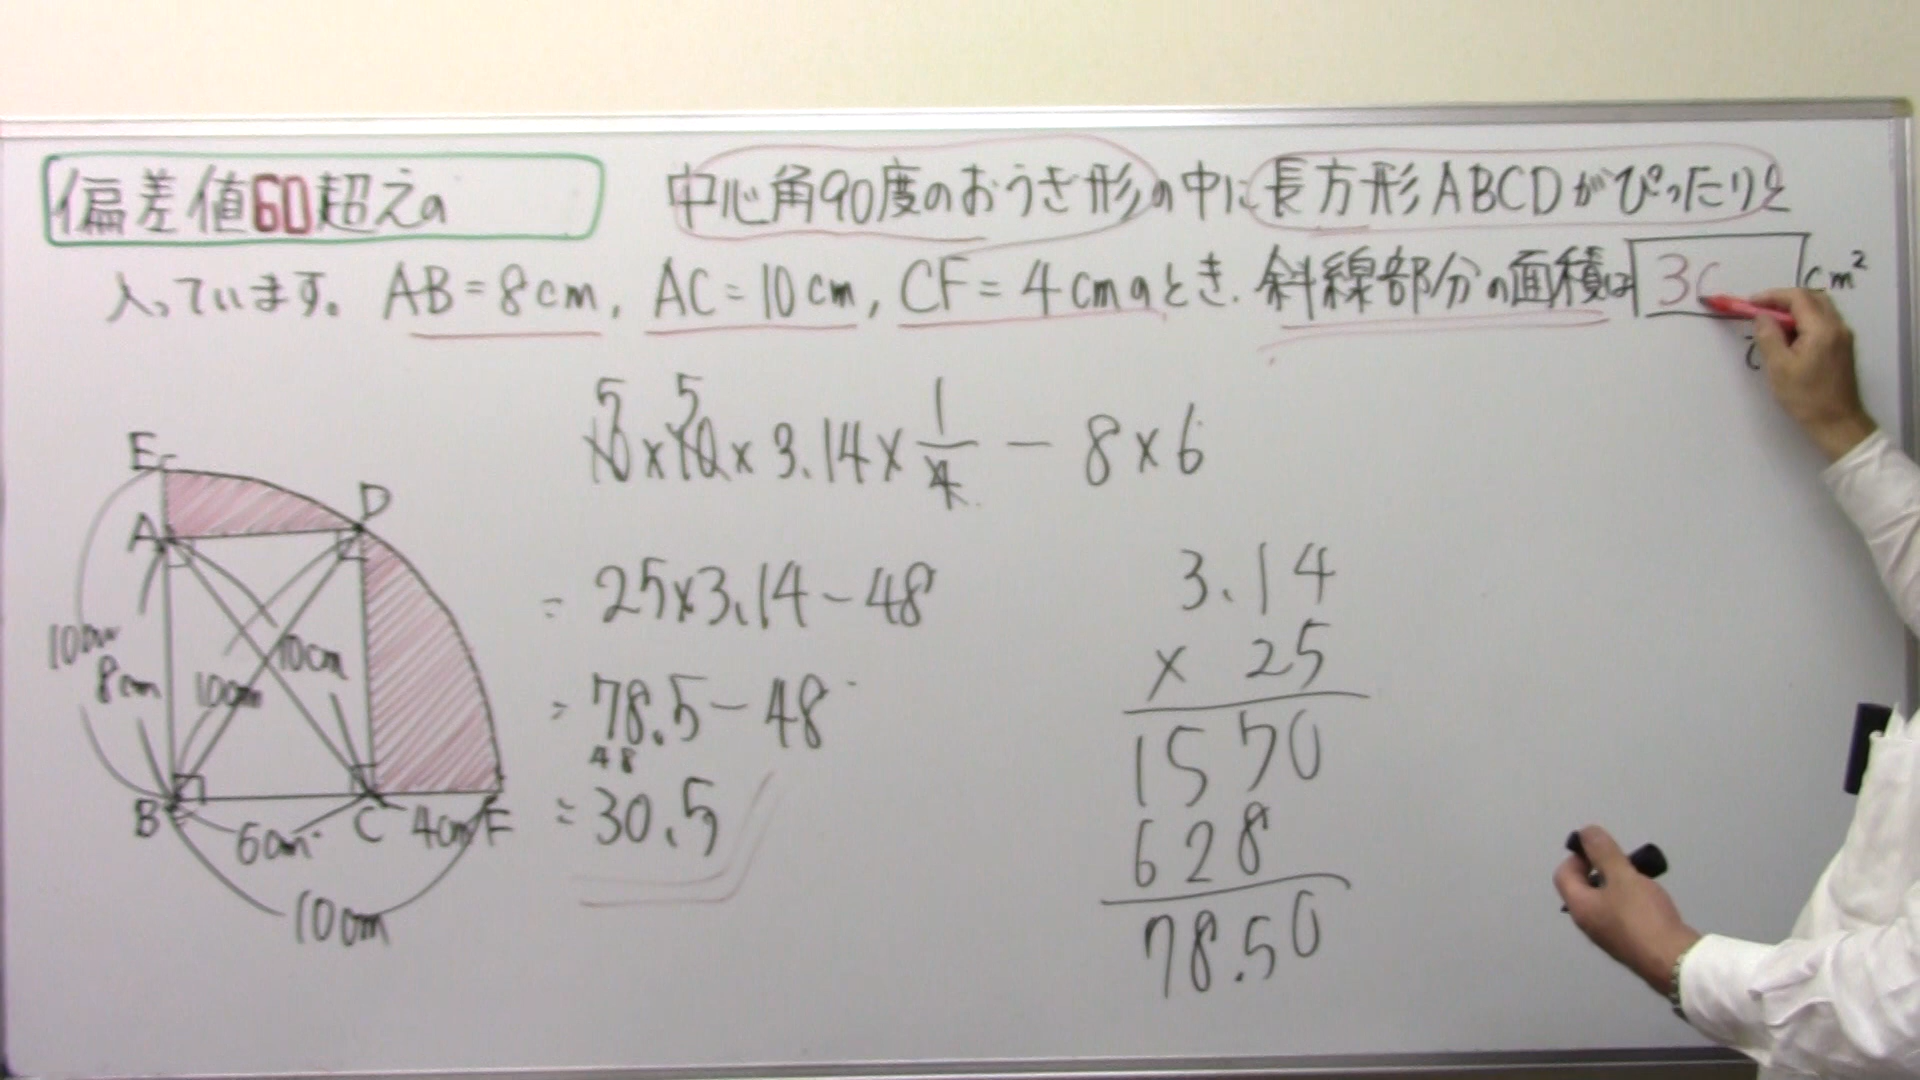 偏差値60超えの
中心角90度のおうぎ形の中に長方形ABCDがぴったりと
入っています。AB=8cm, AC=10cm, CF=4cmのとき、斜線部分の面積は 30 cm²
10×10×3.14×1/4 − 8×6
5 5
=25×3.14−48
=78.5−48
48
=30.5
3.14
× 25
1570
628
78.50
E
D
A
10cm
8cm
10cm
10cm
B
6cm
C
4cm
F
10cm